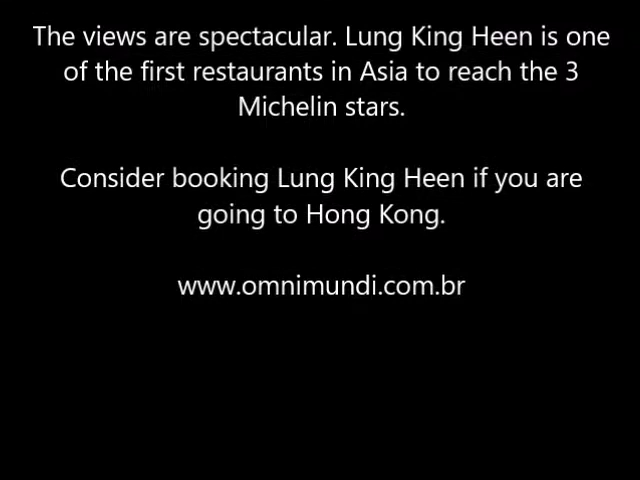 The views are spectacular. Lung King Heen is one
of the first restaurants in Asia to reach the 3
Michelin stars.
Consider booking Lung King Heen if you are
going to Hong Kong.
www.omnimundi.com.br